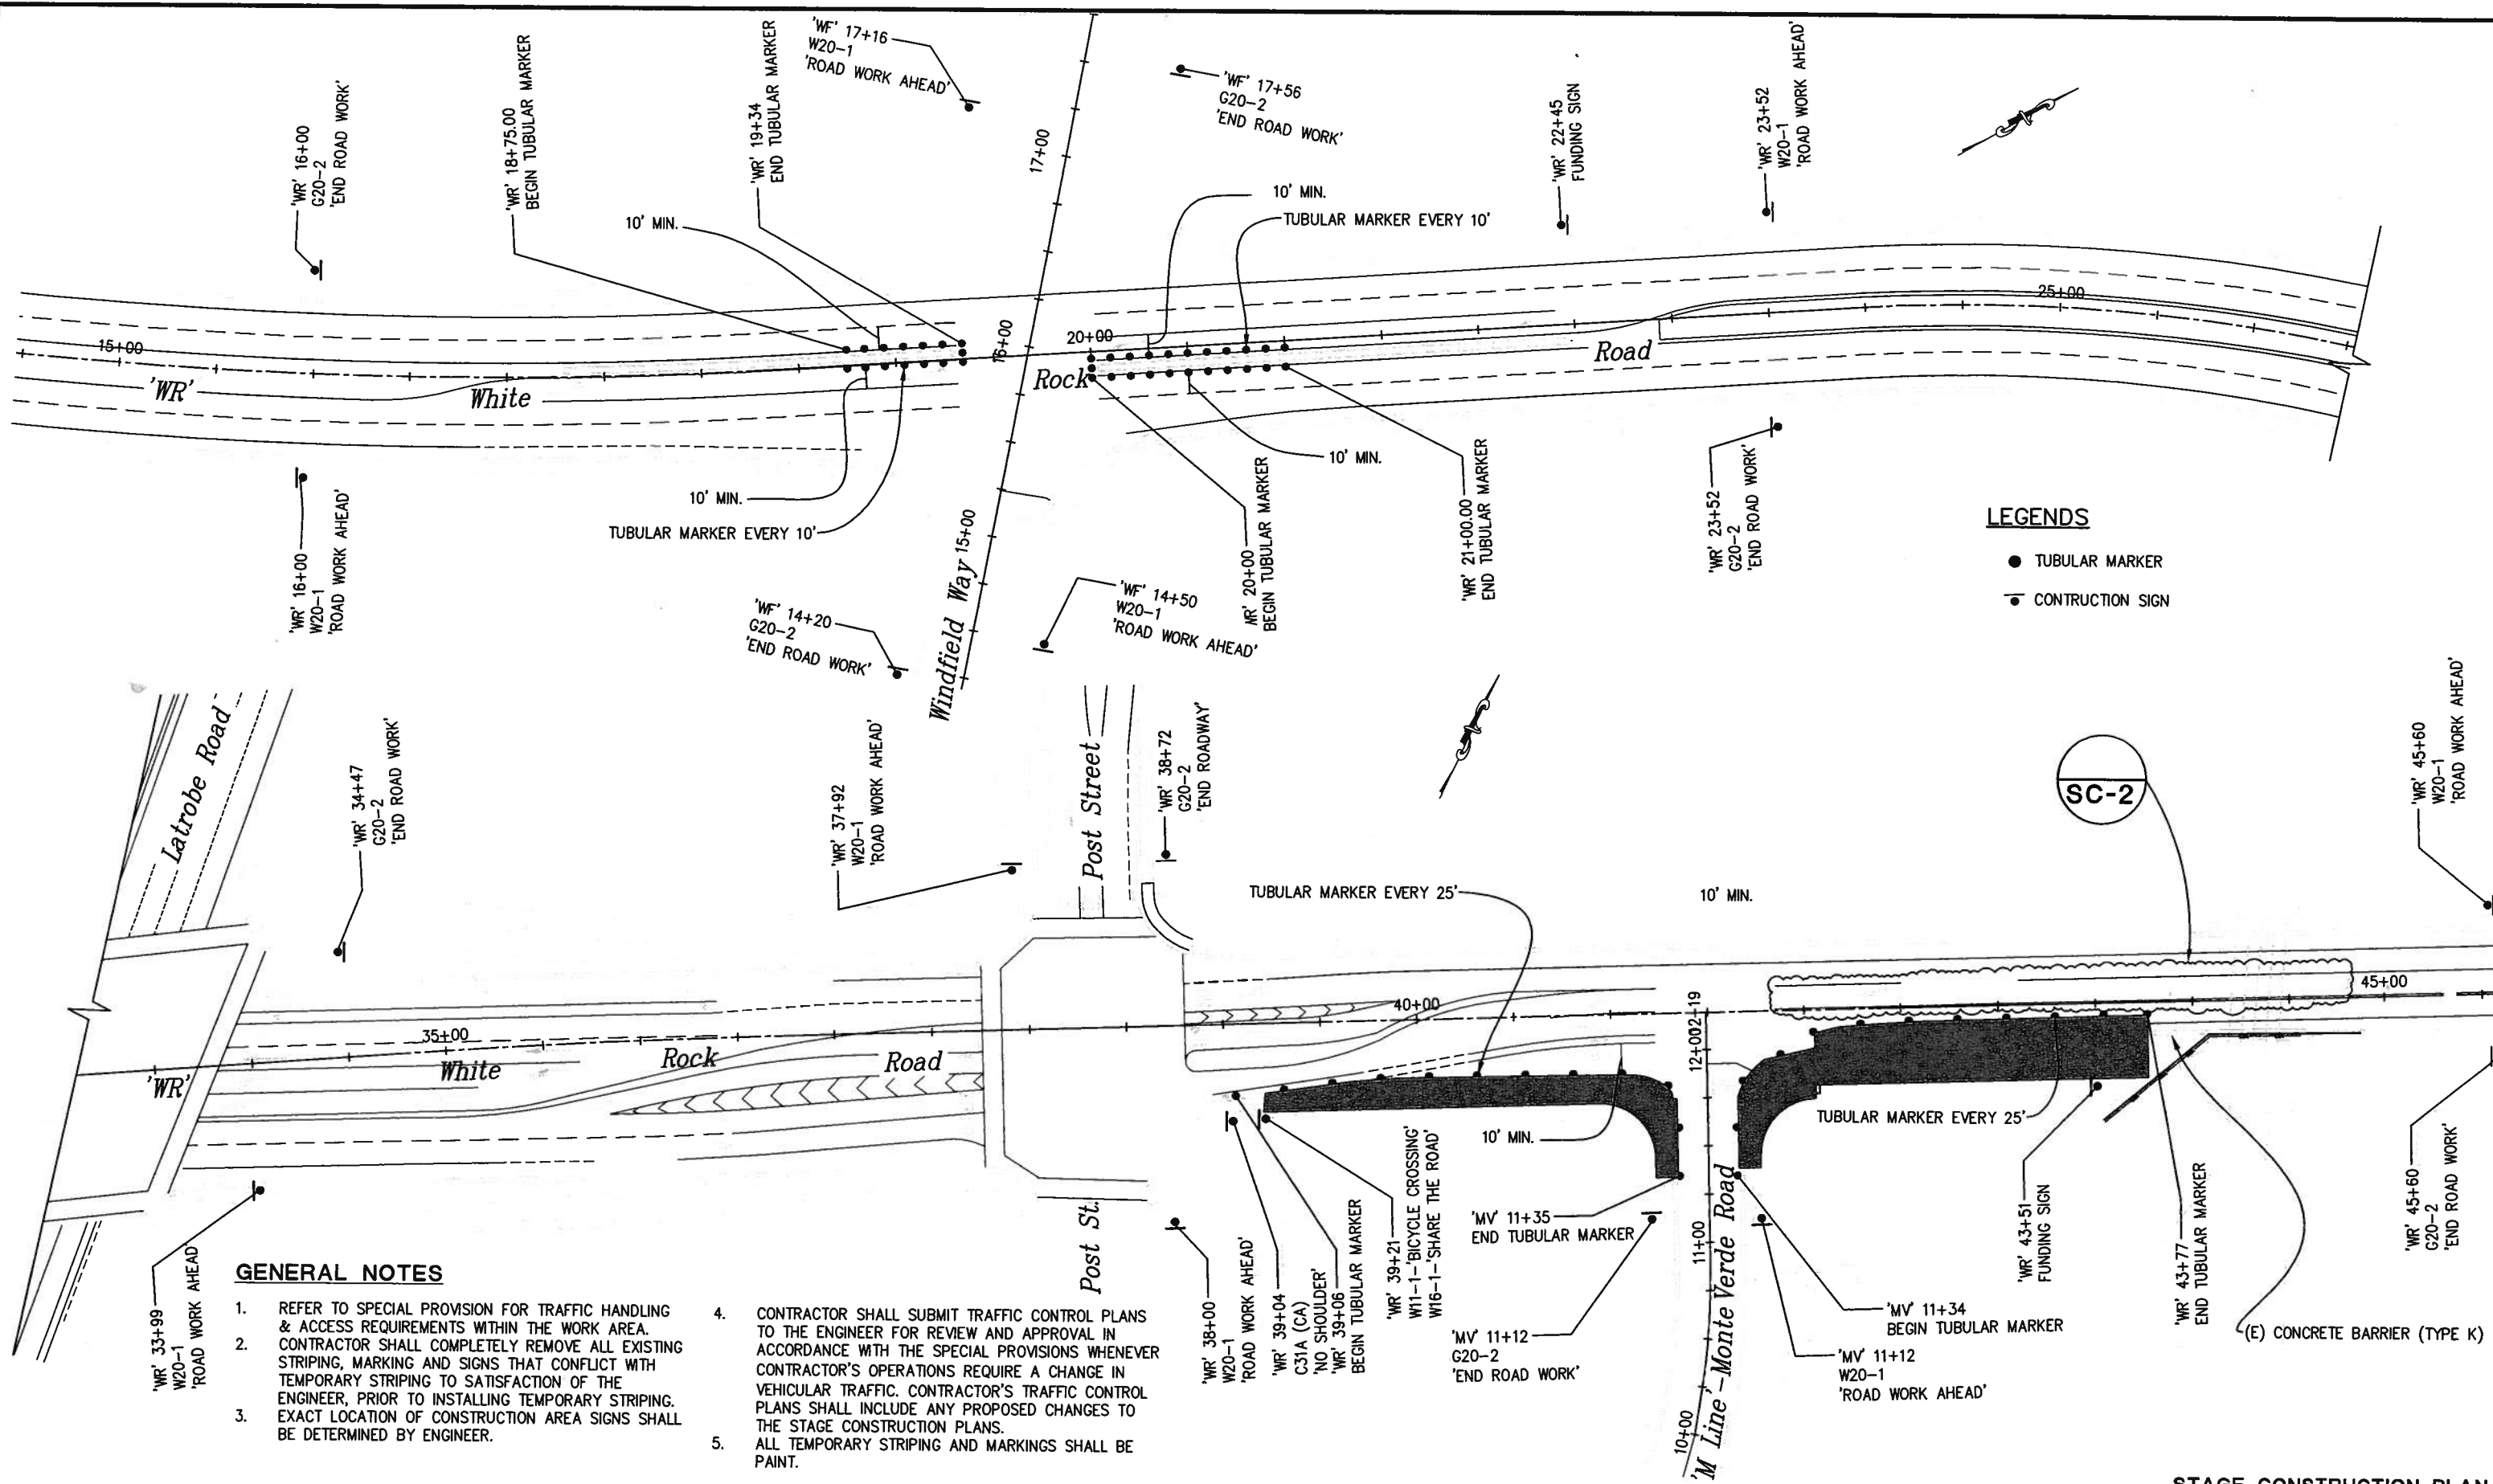 'WR' 16+00
G20-2
'END ROAD WORK'
'WR' 18+75.00
BEGIN TUBULAR MARKER
'WR' 19+34
END TUBULAR MARKER
'WF' 17+16
W20-1
'ROAD WORK AHEAD'
'WF' 17+56
G20-2
'END ROAD WORK'
'WR' 22+45
FUNDING SIGN
'WR' 23+52
W20-1
'ROAD WORK AHEAD'
17+00
10' MIN.
10' MIN.
TUBULAR MARKER EVERY 10'
15+00
'WR'
White
16+00
20+00
Rock
Road
25+00
10' MIN.
TUBULAR MARKER EVERY 10'
10' MIN.
'WR' 16+00
W20-1
'ROAD WORK AHEAD'
Windfield Way
15+00
'WF' 14+20
G20-2
'END ROAD WORK'
'WF' 14+50
W20-1
'ROAD WORK AHEAD'
20+00
BEGIN TUBULAR MARKER
'WR' 21+00.00
END TUBULAR MARKER
'WR' 23+52
G20-2
'END ROAD WORK'
LEGENDS
TUBULAR MARKER
CONTRUCTION SIGN
Latrobe Road
'WR' 34+47
G20-2
'END ROAD WORK'
'WR' 37+92
W20-1
'ROAD WORK AHEAD'
Post Street
'WR' 38+72
G20-2
'END ROADWAY'
TUBULAR MARKER EVERY 25'
10' MIN.
SC-2
'WR' 45+60
W20-1
'ROAD WORK AHEAD'
'WR'
35+00
White
Rock
Road
40+00
12+00
02-19
45+00
TUBULAR MARKER EVERY 25'
10' MIN.
'WR' 33+99
W20-1
'ROAD WORK AHEAD'
Post St.
'WR' 38+00
W20-1
'ROAD WORK AHEAD'
'WR' 39+04
C31A (CA)
'NO SHOULDER'
'WR' 39+06
BEGIN TUBULAR MARKER
'WR' 39+21
W11-1-'BICYCLE CROSSING'
W16-1-'SHARE THE ROAD'
'MV' 11+35
END TUBULAR MARKER
'MV' 11+12
G20-2
'END ROAD WORK'
11+00
10+00
'M Line'-Monte Verde Road
'MV' 11+34
BEGIN TUBULAR MARKER
'MV' 11+12
W20-1
'ROAD WORK AHEAD'
'WR' 43+51
FUNDING SIGN
'WR' 43+77
END TUBULAR MARKER
(E) CONCRETE BARRIER (TYPE K)
'WR' 45+60
G20-2
'END ROAD WORK'
GENERAL NOTES
1. REFER TO SPECIAL PROVISION FOR TRAFFIC HANDLING
& ACCESS REQUIREMENTS WITHIN THE WORK AREA.
2. CONTRACTOR SHALL COMPLETELY REMOVE ALL EXISTING
STRIPING, MARKING AND SIGNS THAT CONFLICT WITH
TEMPORARY STRIPING TO SATISFACTION OF THE
ENGINEER, PRIOR TO INSTALLING TEMPORARY STRIPING.
3. EXACT LOCATION OF CONSTRUCTION AREA SIGNS SHALL
BE DETERMINED BY ENGINEER.
4. CONTRACTOR SHALL SUBMIT TRAFFIC CONTROL PLANS
TO THE ENGINEER FOR REVIEW AND APPROVAL IN
ACCORDANCE WITH THE SPECIAL PROVISIONS WHENEVER
CONTRACTOR'S OPERATIONS REQUIRE A CHANGE IN
VEHICULAR TRAFFIC. CONTRACTOR'S TRAFFIC CONTROL
PLANS SHALL INCLUDE ANY PROPOSED CHANGES TO
THE STAGE CONSTRUCTION PLANS.
5. ALL TEMPORARY STRIPING AND MARKINGS SHALL BE
PAINT.
STAGE CONSTRUCTION PLAN